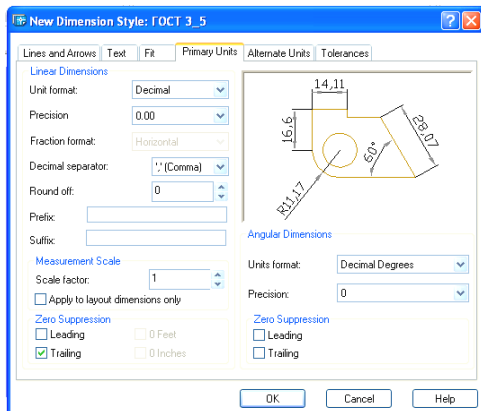 New Dimension Style: ГОСТ 3_5
Lines and Arrows Text Fit Primary Units Alternate Units Tolerances
Linear Dimensions
Unit format: Decimal
Precision 0.00
Fraction format: Horizontal
Decimal separator: ',' (Comma)
Round off: 0
Prefix:
Suffix:
Measurement Scale
Scale factor: 1
Apply to layout dimensions only
Zero Suppression
Leading 0 Feet
Trailing 0 Inches
14,11
16,6
28,07
60°
R11,17
Angular Dimensions
Units format: Decimal Degrees
Precision: 0
Zero Suppression
Leading
Trailing
OK Cancel Help